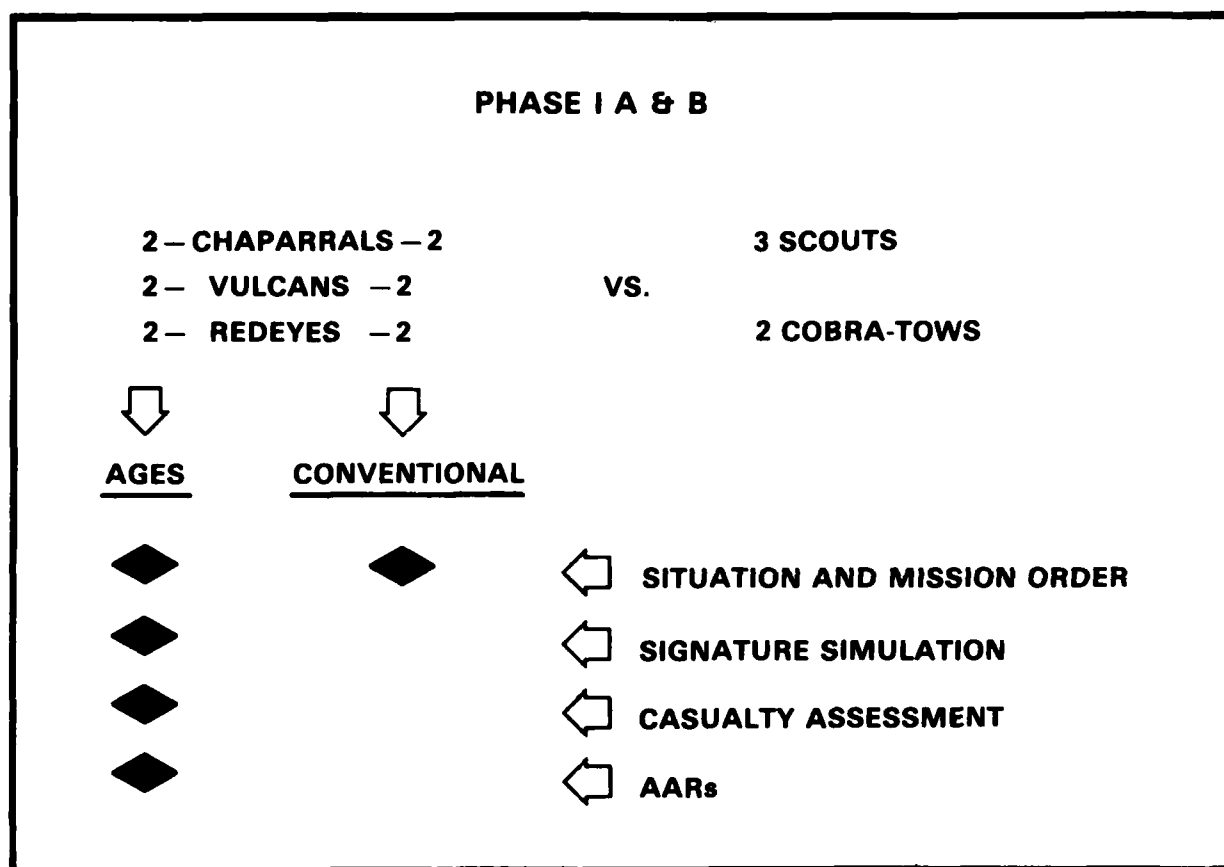 PHASE I A & B
2 – CHAPARRALS – 2 3 SCOUTS
2 – VULCANS – 2 VS.
2 – REDEYES – 2 2 COBRA-TOWS
AGES CONVENTIONAL
SITUATION AND MISSION ORDER
SIGNATURE SIMULATION
CASUALTY ASSESSMENT
AARs